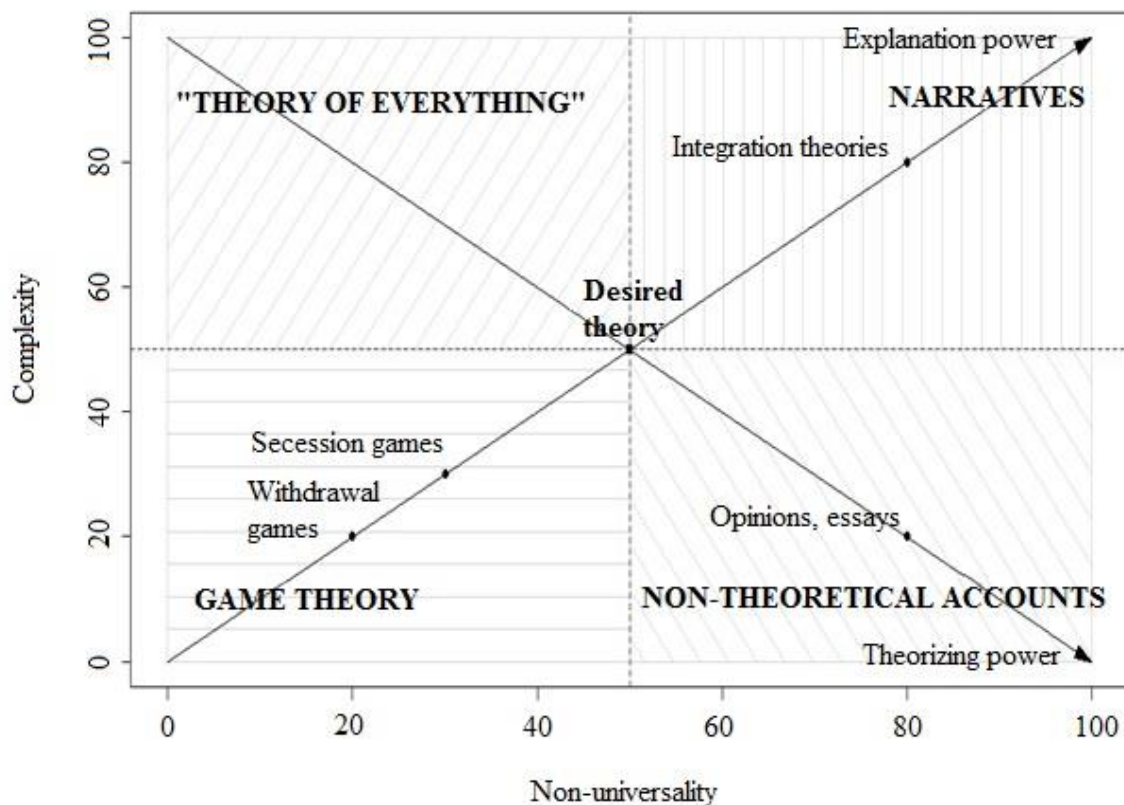 100
Explanation power
"THEORY OF EVERYTHING"
NARRATIVES
80
Integration theories
Complexity
60
Desired
theory
40
Secession games
Withdrawal
games
20
Opinions, essays
GAME THEORY
NON-THEORETICAL ACCOUNTS
0
Theorizing power
0 20 40 60 80 100
Non-universality